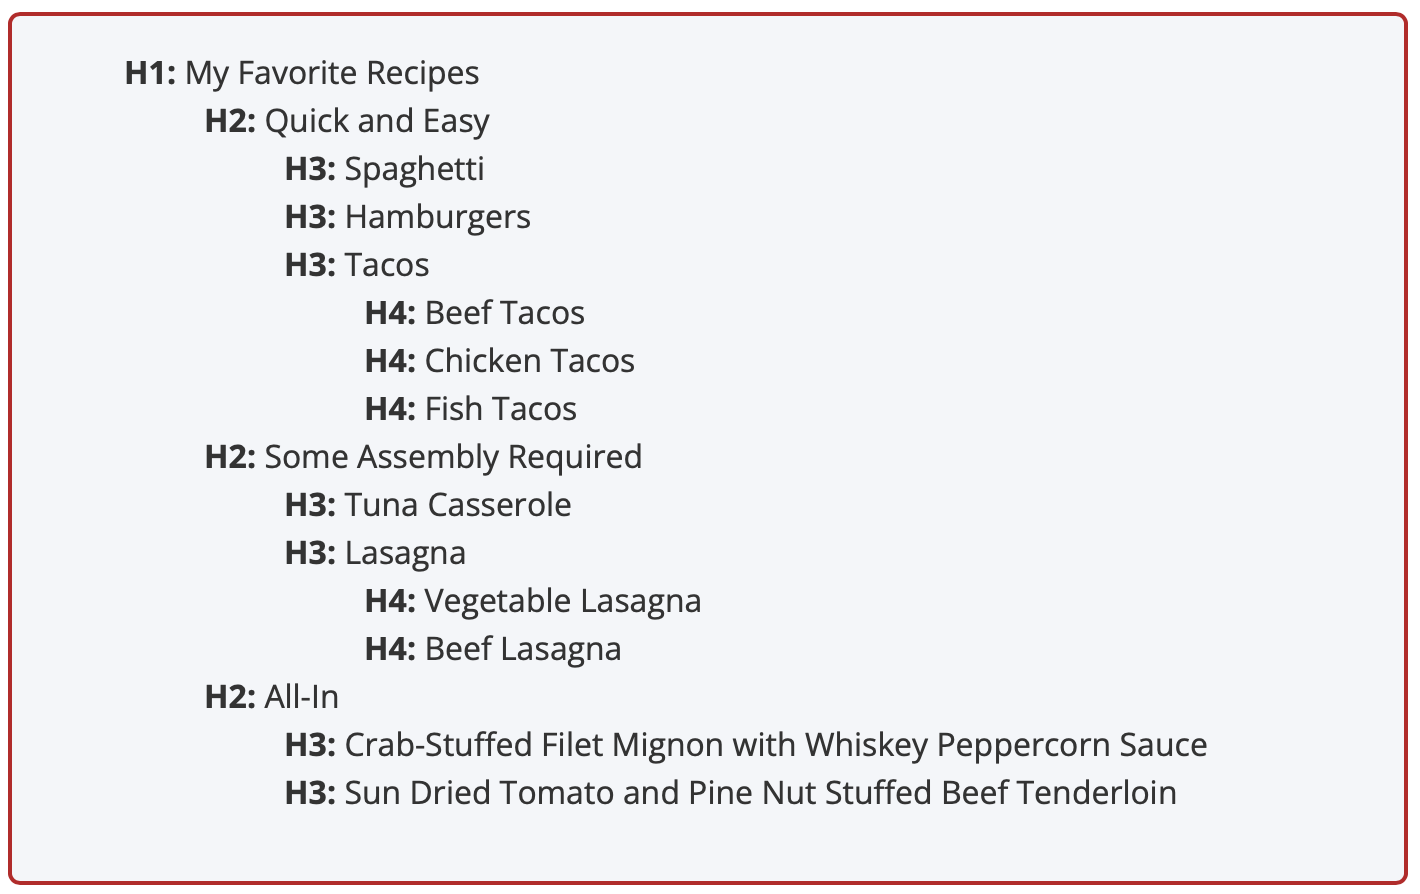 H1: My Favorite Recipes
H2: Quick and Easy
H3: Spaghetti
H3: Hamburgers
H3: Tacos
H4: Beef Tacos
H4: Chicken Tacos
H4: Fish Tacos
H2: Some Assembly Required
H3: Tuna Casserole
H3: Lasagna
H4: Vegetable Lasagna
H4: Beef Lasagna
H2: All-In
H3: Crab-Stuffed Filet Mignon with Whiskey Peppercorn Sauce
H3: Sun Dried Tomato and Pine Nut Stuffed Beef Tenderloin